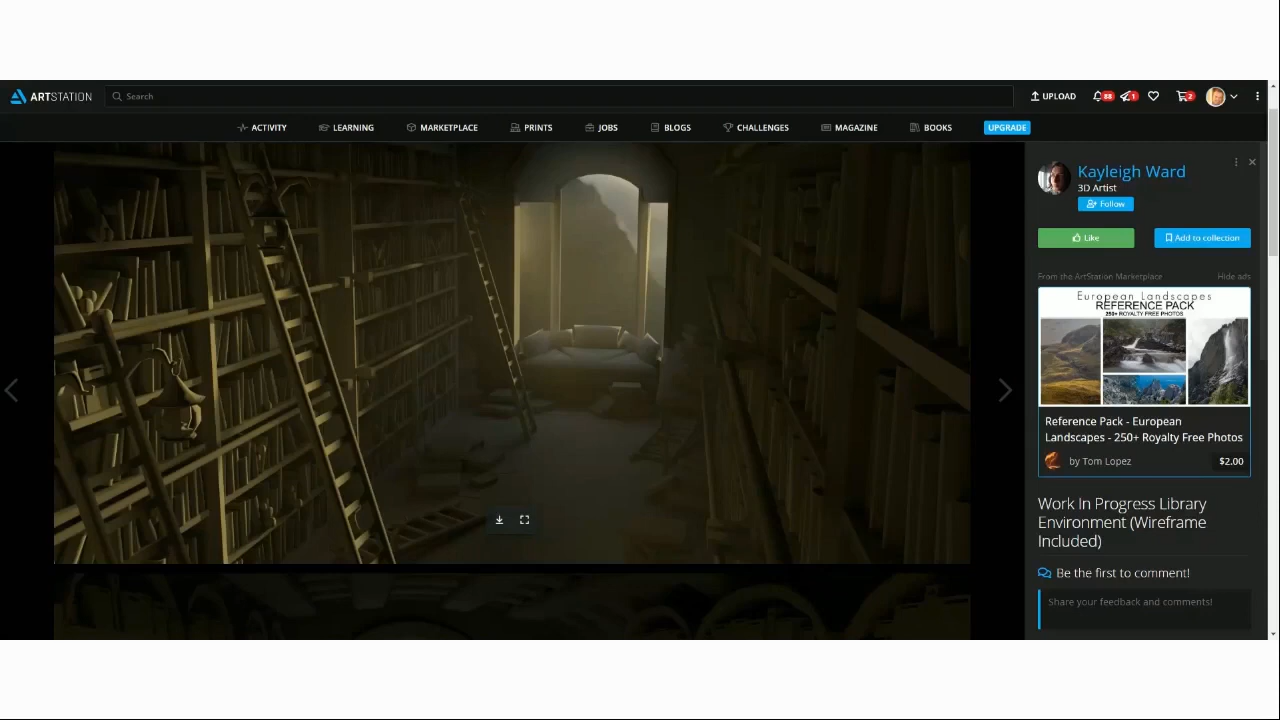 ARTSTATION
Search
UPLOAD
88
1
2
ACTIVITY
LEARNING
MARKETPLACE
PRINTS
JOBS
BLOGS
CHALLENGES
MAGAZINE
BOOKS
UPGRADE
Kayleigh Ward
3D Artist
Follow
Like
Add to collection
From the ArtStation Marketplace
Hide ads
European Landscapes
REFERENCE PACK
250+ ROYALTY FREE PHOTOS
Reference Pack - European
Landscapes - 250+ Royalty Free Photos
by Tom Lopez
$2.00
Work In Progress Library
Environment (Wireframe
Included)
Be the first to comment!
Share your feedback and comments!